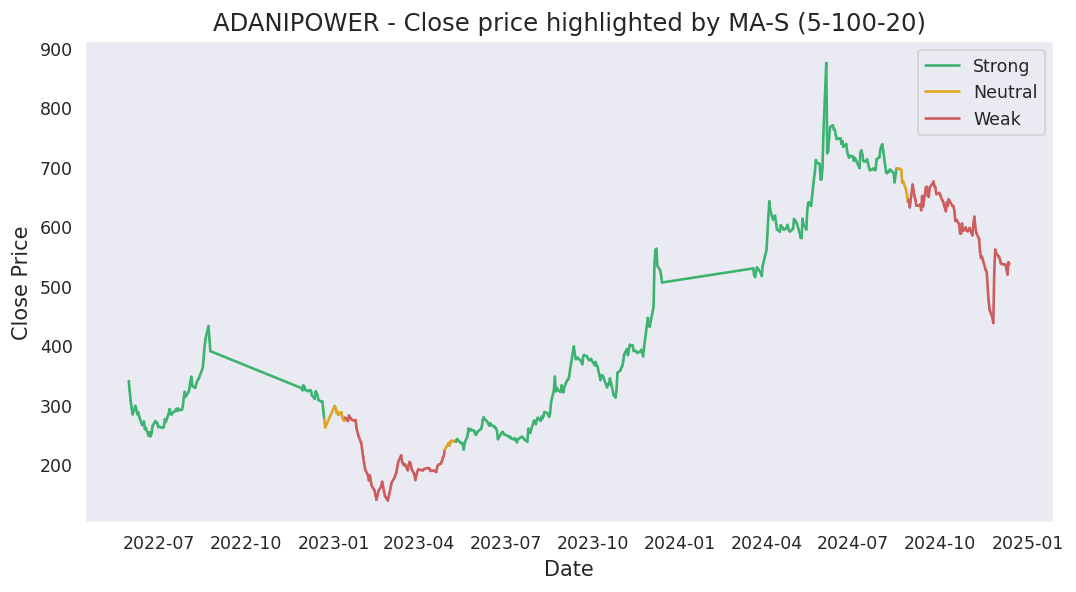 ADANIPOWER - Close price highlighted by MA-S (5-100-20)
Strong
Neutral
Weak
Close Price
900
800
700
600
500
400
300
200
2022-07 2022-10 2023-01 2023-04 2023-07 2023-10 2024-01 2024-04 2024-07 2024-10 2025-01
Date